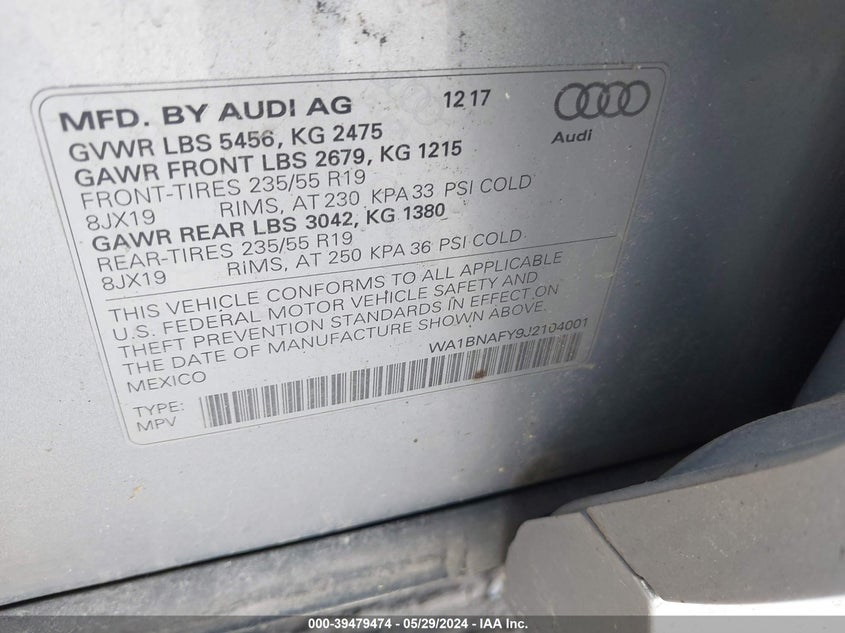 MFD. BY AUDI AG 12 17
Audi
GVWR LBS 5456, KG 2475
GAWR FRONT LBS 2679, KG 1215
FRONT-TIRES 235/55 R19
8JX19 RIMS, AT 230 KPA 33 PSI COLD
GAWR REAR LBS 3042, KG 1380
REAR-TIRES 235/55 R19
8JX19 RIMS, AT 250 KPA 36 PSI COLD
THIS VEHICLE CONFORMS TO ALL APPLICABLE
U.S. FEDERAL MOTOR VEHICLE SAFETY AND
THEFT PREVENTION STANDARDS IN EFFECT ON
THE DATE OF MANUFACTURE SHOWN ABOVE.
MEXICO WA1BNAFY9J2104001
TYPE:
MPV
000-39479474 - 05/29/2024 - IAA Inc.